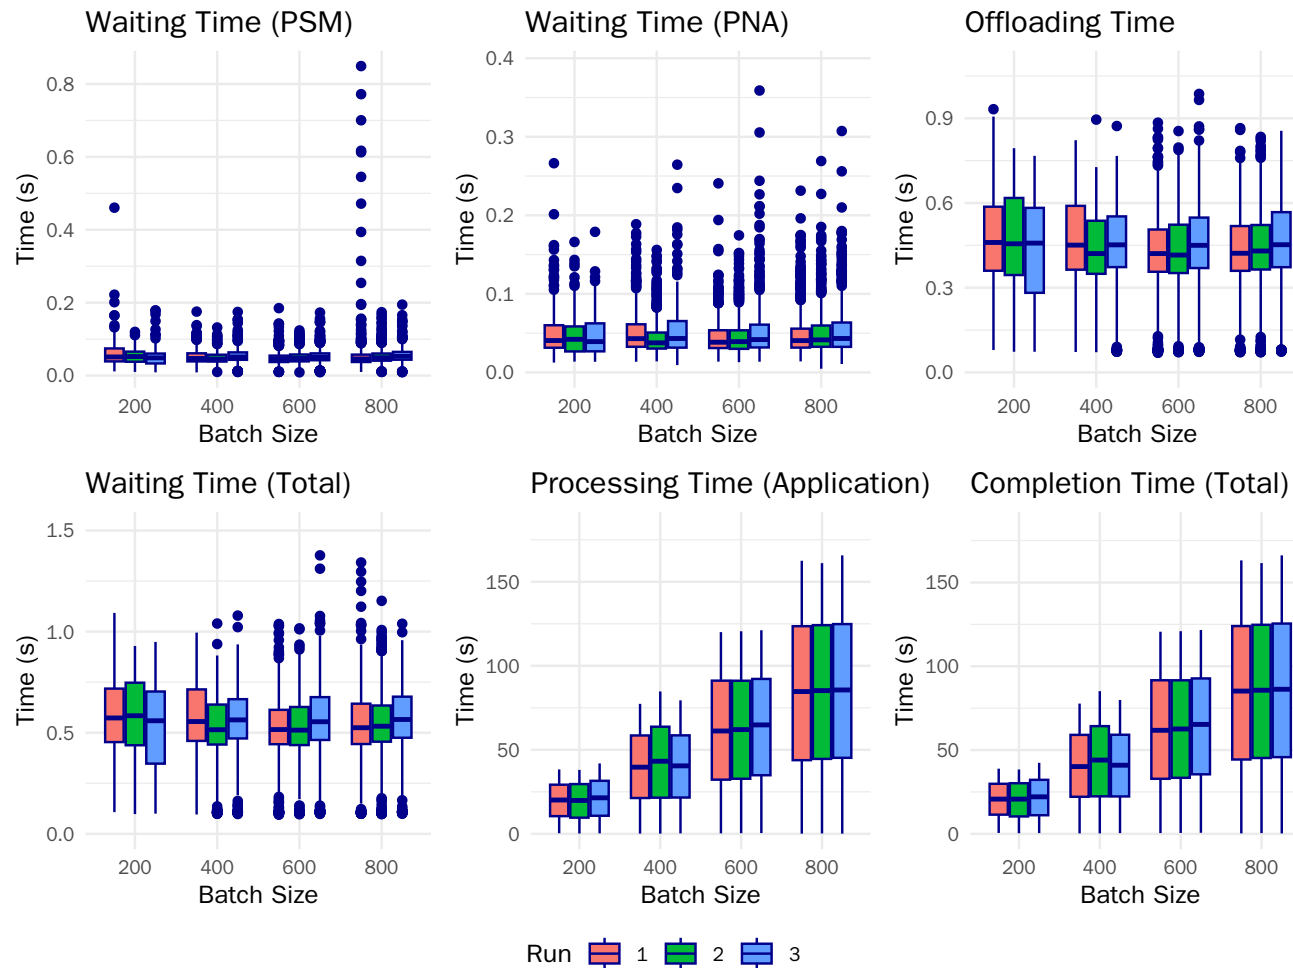 Waiting Time (PSM)
Time (s)
0.8
0.6
0.4
0.2
0.0
200 400 600 800
Batch Size
Waiting Time (PNA)
Time (s)
0.4
0.3
0.2
0.1
0.0
200 400 600 800
Batch Size
Offloading Time
Time (s)
0.9
0.6
0.3
0.0
200 400 600 800
Batch Size
Waiting Time (Total)
Time (s)
1.5
1.0
0.5
0.0
200 400 600 800
Batch Size
Processing Time (Application)
Time (s)
150
100
50
0
200 400 600 800
Batch Size
Completion Time (Total)
Time (s)
150
100
50
0
200 400 600 800
Batch Size
Run 1 2 3